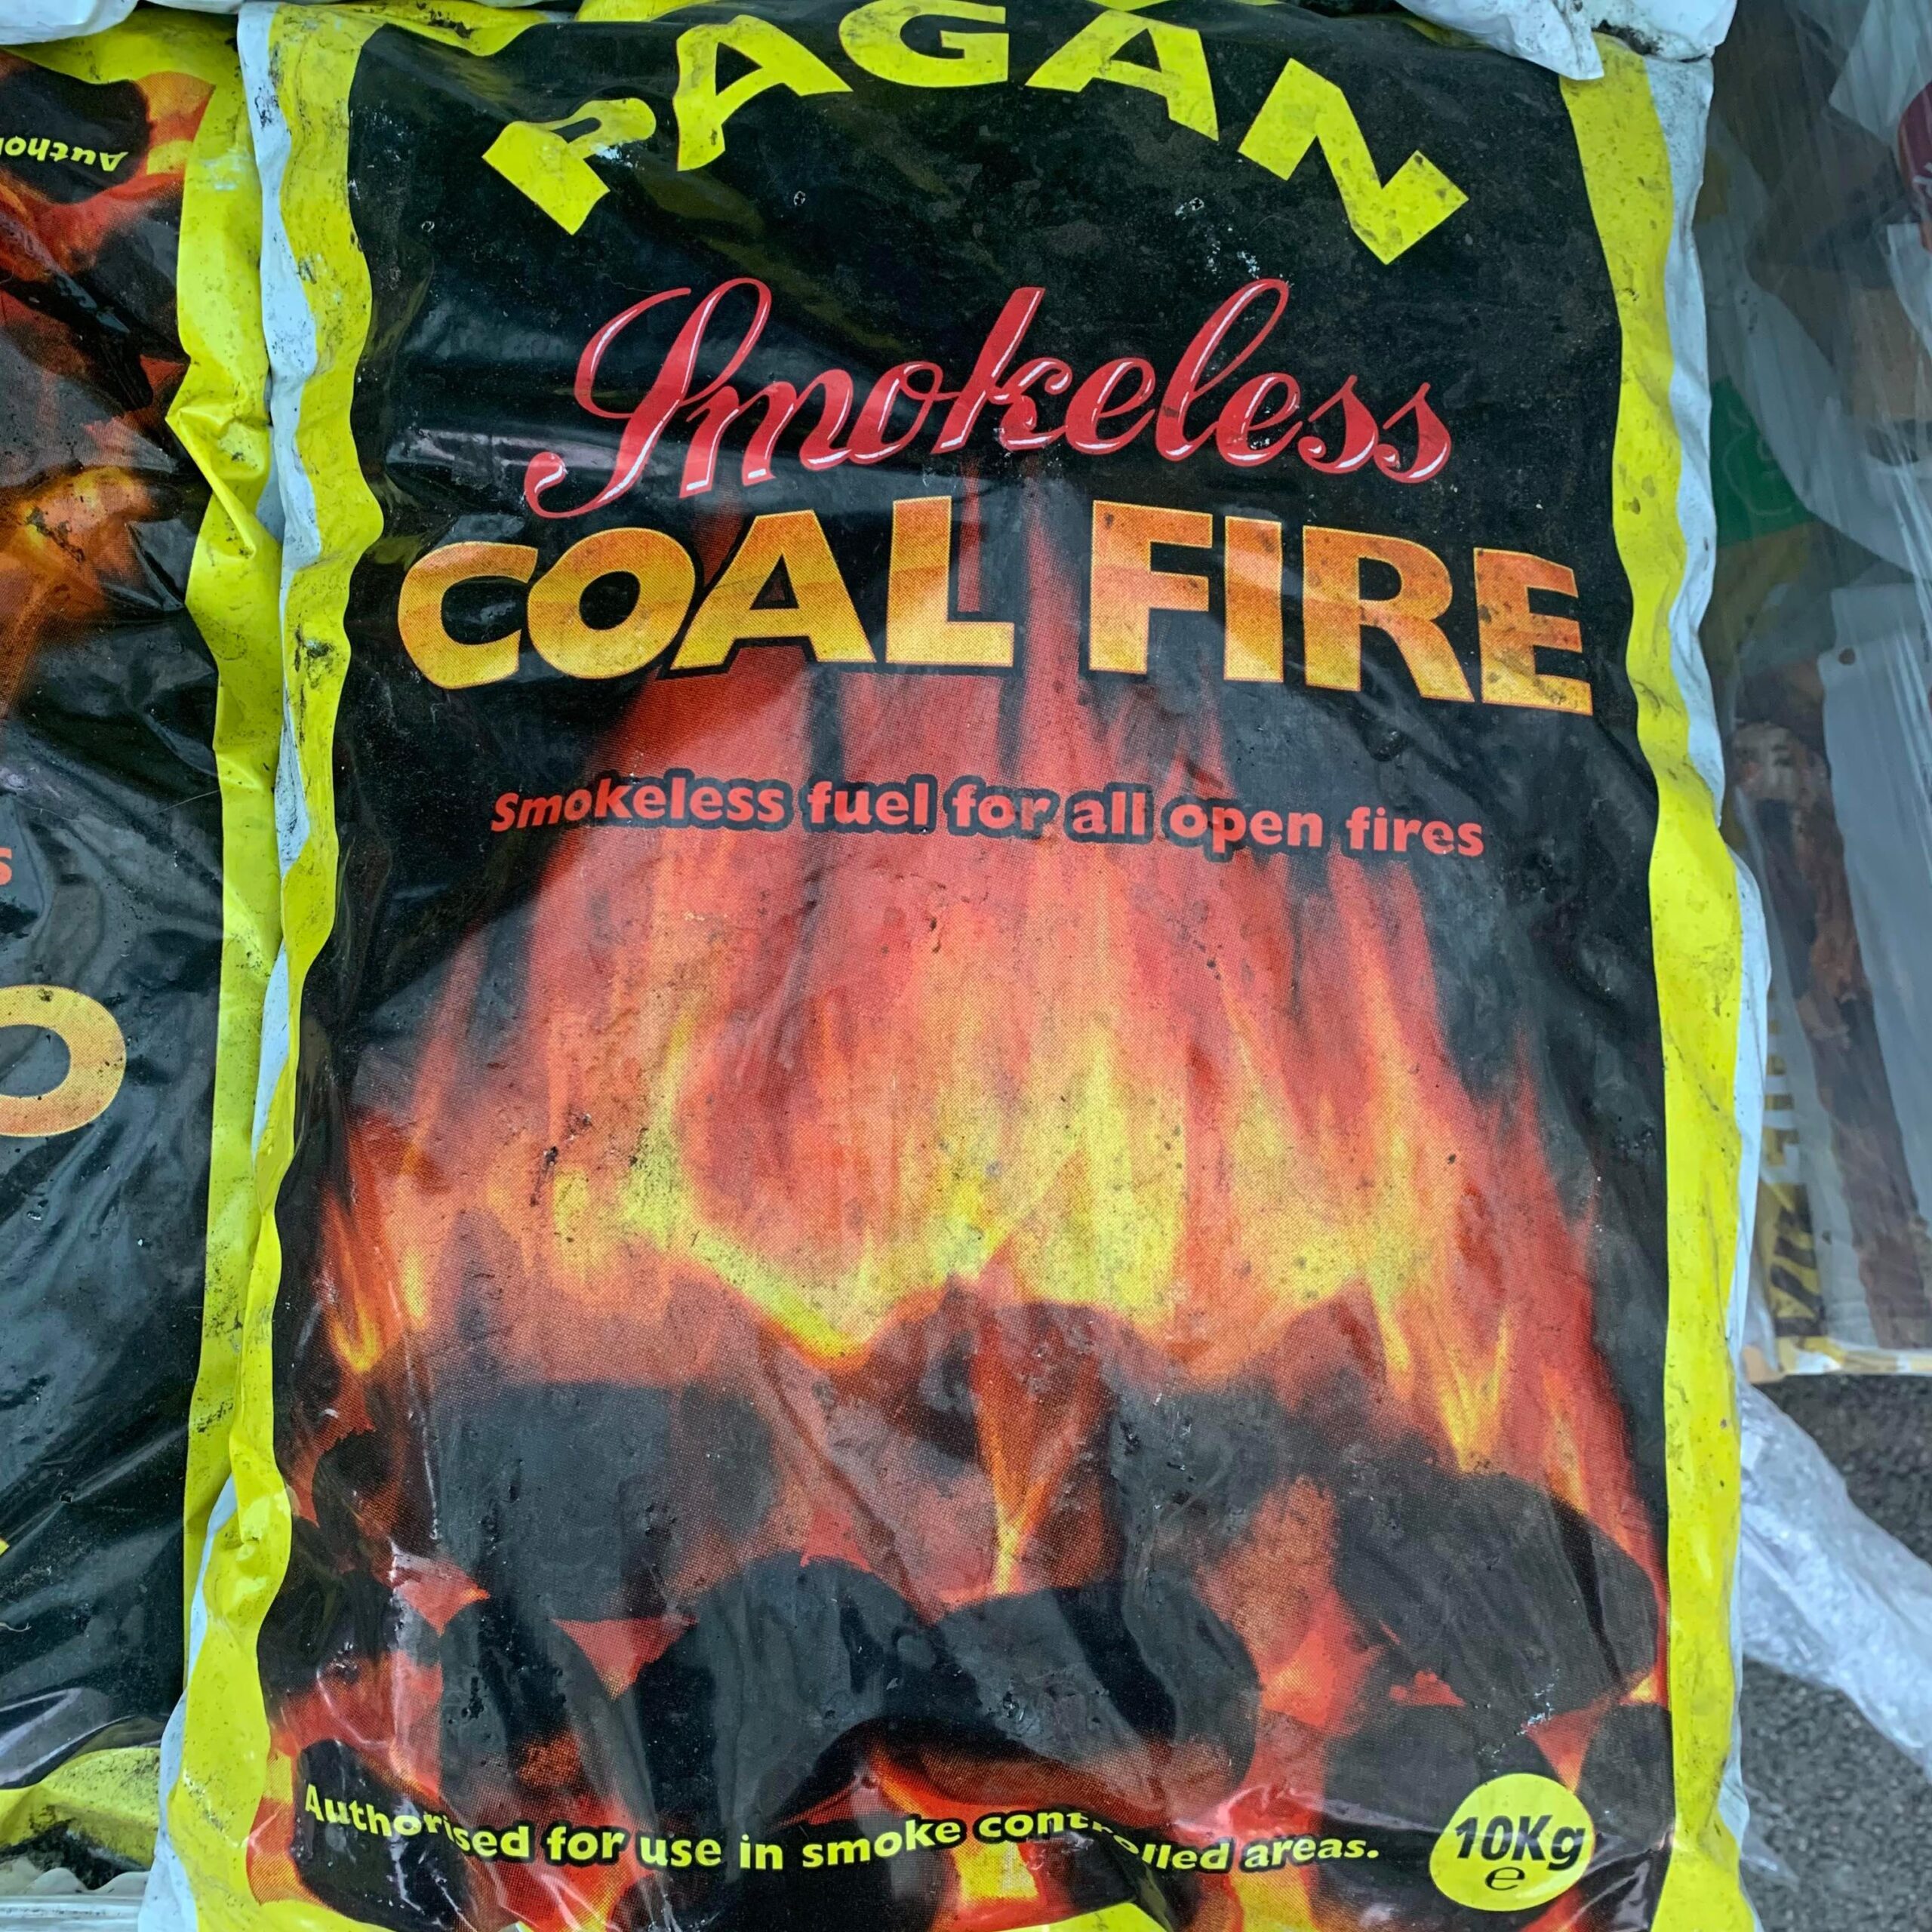 PAGAN
Smokeless
COAL FIRE
Smokeless fuel for all open fires
Authorised for use in smoke controlled areas.
10Kg
e